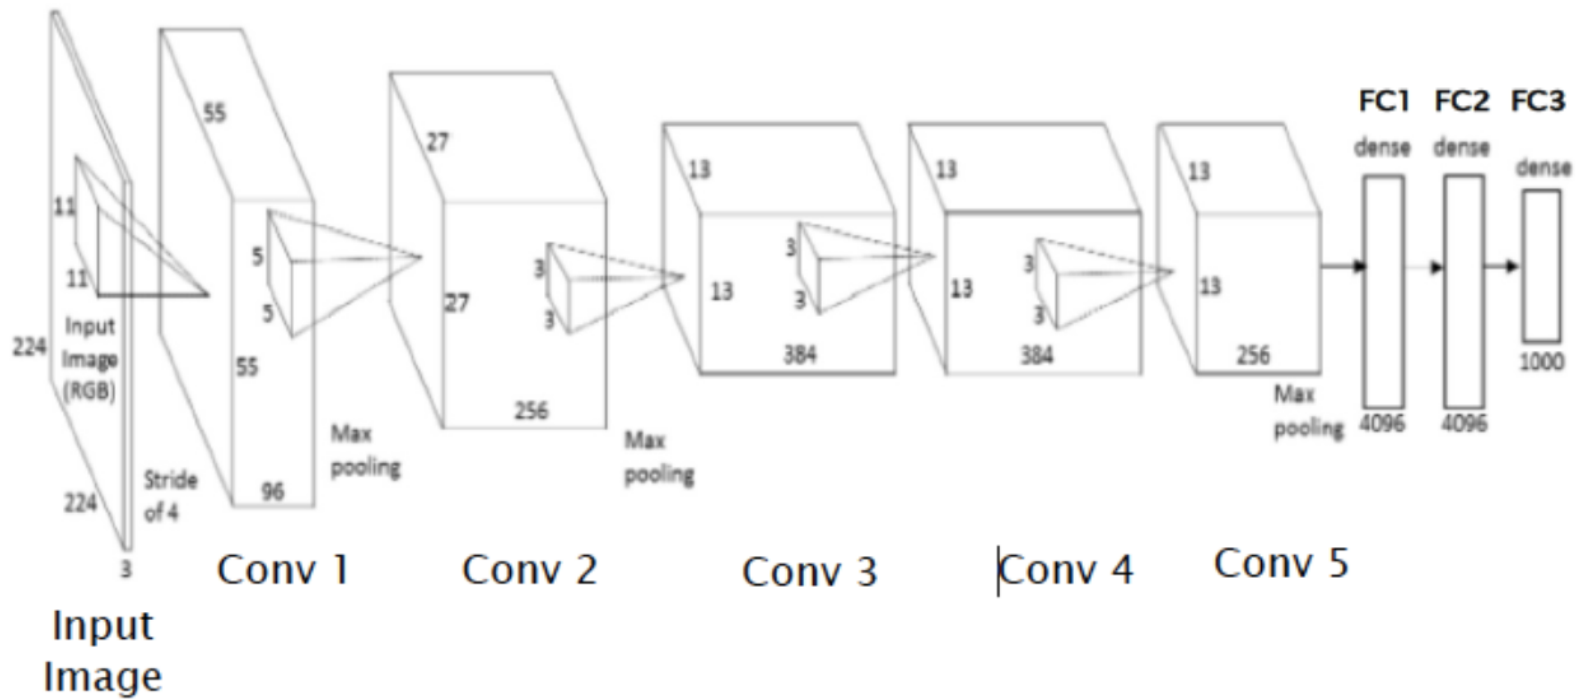 11
11
Input
Image
(RGB)
224
224
3
Stride
of 4
Input
Image
55
5
5
55
96
Max
pooling
Conv 1
27
3
3
27
256
Max
pooling
Conv 2
13
3
3
13
384
Conv 3
13
3
3
13
384
Conv 4
13
13
256
Max
pooling
Conv 5
FC1 FC2 FC3
dense dense dense
4096 4096 1000